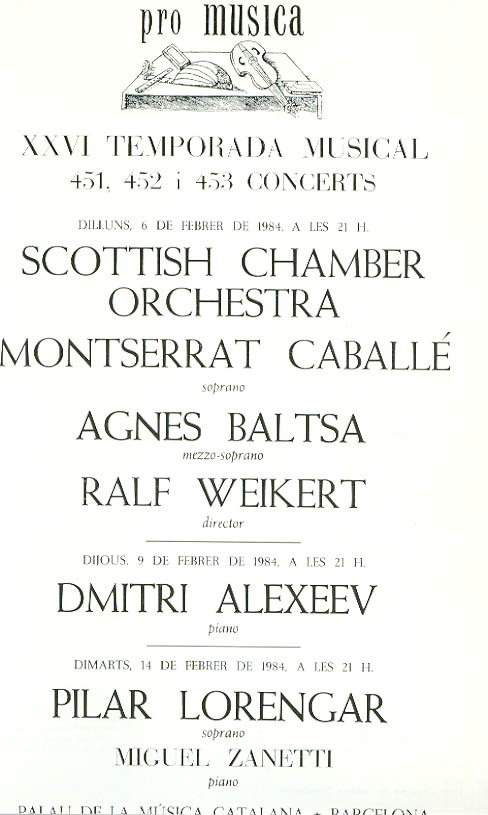 pro musica
XXVI TEMPORADA MUSICAL
451, 452 i 453 CONCERTS
DILLUNS, 6 DE FEBRER DE 1984, A LES 21 H.
SCOTTISH CHAMBER
ORCHESTRA
MONTSERRAT CABALLÉ
soprano
AGNES BALTSA
mezzo-soprano
RALF WEIKERT
director
DIJOUS, 9 DE FEBRER DE 1984, A LES 21 H.
DMITRI ALEXEEV
piano
DIMARTS, 14 DE FEBRER DE 1984, A LES 21 H.
PILAR LORENGAR
soprano
MIGUEL ZANETTI
piano
PALAU DE LA MÚSICA CATALANA * BARCELONA